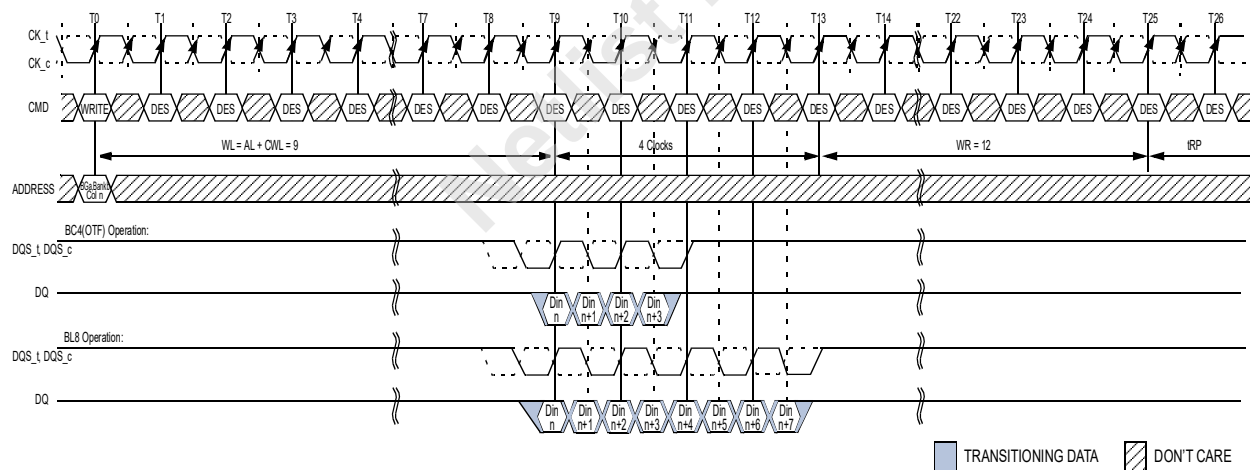 T0 T1 T2 T3 T4 T7 T8 T9 T10 T11 T12 T13 T14 T22 T23 T24 T25 T26
CK_t
CK_c
CMD WRITE DES DES DES DES DES DES DES DES DES DES DES DES DES DES DES DES DES
WL = AL + CWL = 9 4 Clocks WR = 12 tRP
ADDRESS BGa,Bankb
Col n
BC4(OTF) Operation:
DQS_t, DQS_c
DQ Din Din Din Din
n n+1 n+2 n+3
BL8 Operation:
DQS_t, DQS_c
DQ Din Din Din Din Din Din Din Din
n n+1 n+2 n+3 n+4 n+5 n+6 n+7
TRANSITIONING DATA DON'T CARE
Netlist